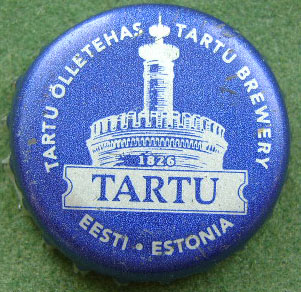 TARTU ÕLLETEHAS TARTU BREWERY
1826
TARTU
EESTI • ESTONIA